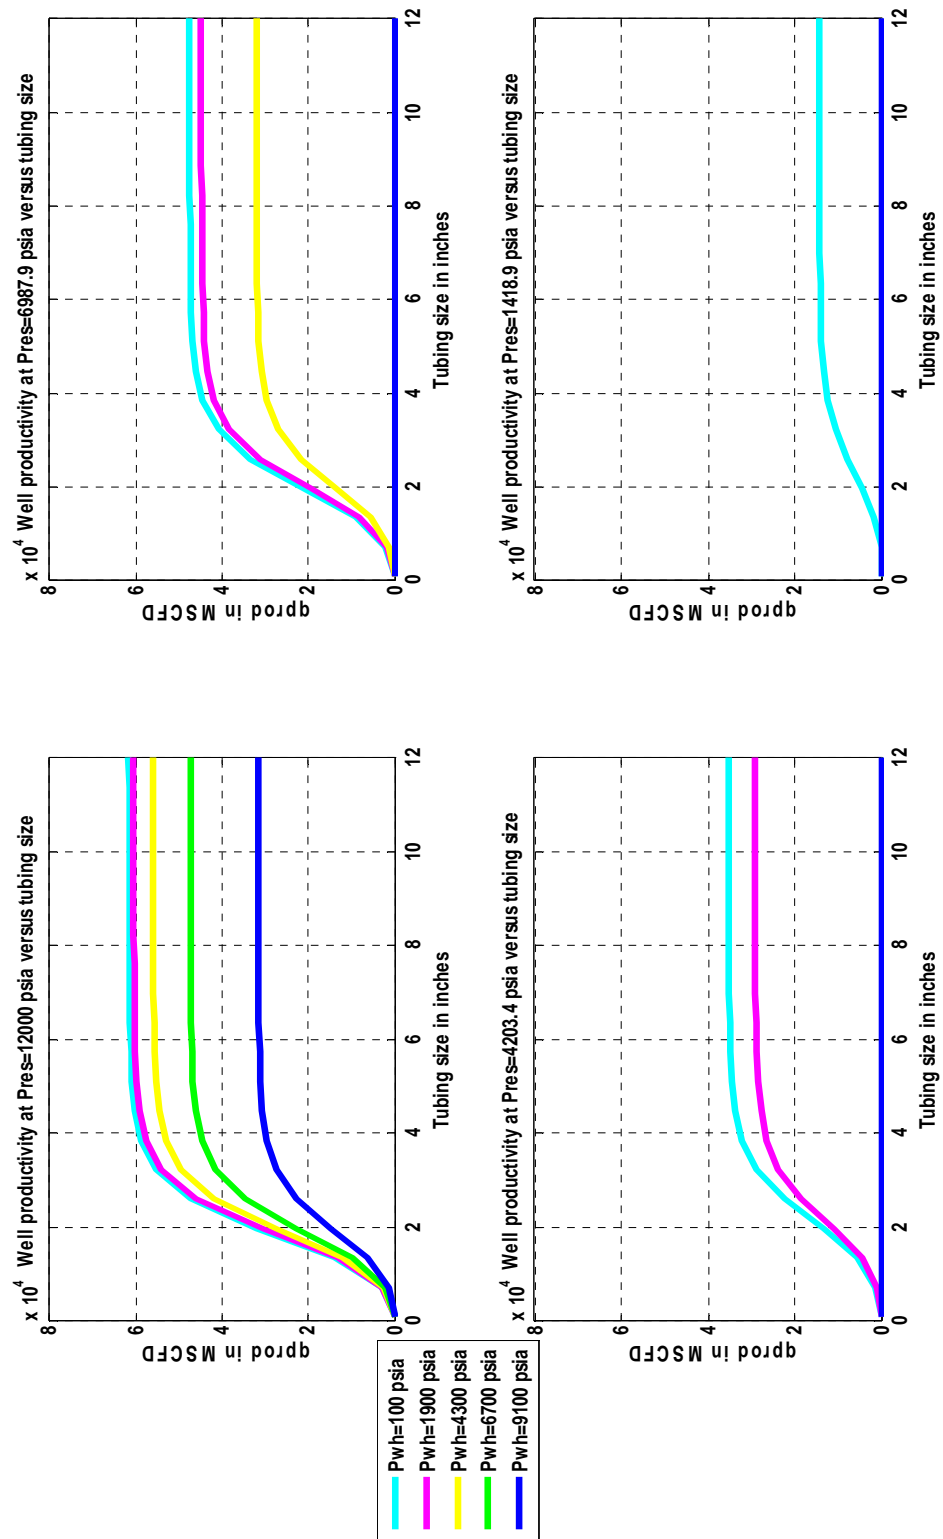 x 10⁴ Well productivity at Pres=12000 psia versus tubing size
8
6
4
2
0
qprod in MSCFD
0 2 4 6 8 10 12
Tubing size in inches
x 10⁴ Well productivity at Pres=6987.9 psia versus tubing size
8
6
4
2
0
qprod in MSCFD
0 2 4 6 8 10 12
Tubing size in inches
Pwh=100 psia
Pwh=1900 psia
Pwh=4300 psia
Pwh=6700 psia
Pwh=9100 psia
x 10⁴ Well productivity at Pres=4203.4 psia versus tubing size
8
6
4
2
0
qprod in MSCFD
0 2 4 6 8 10 12
Tubing size in inches
x 10⁴ Well productivity at Pres=1418.9 psia versus tubing size
8
6
4
2
0
qprod in MSCFD
0 2 4 6 8 10 12
Tubing size in inches